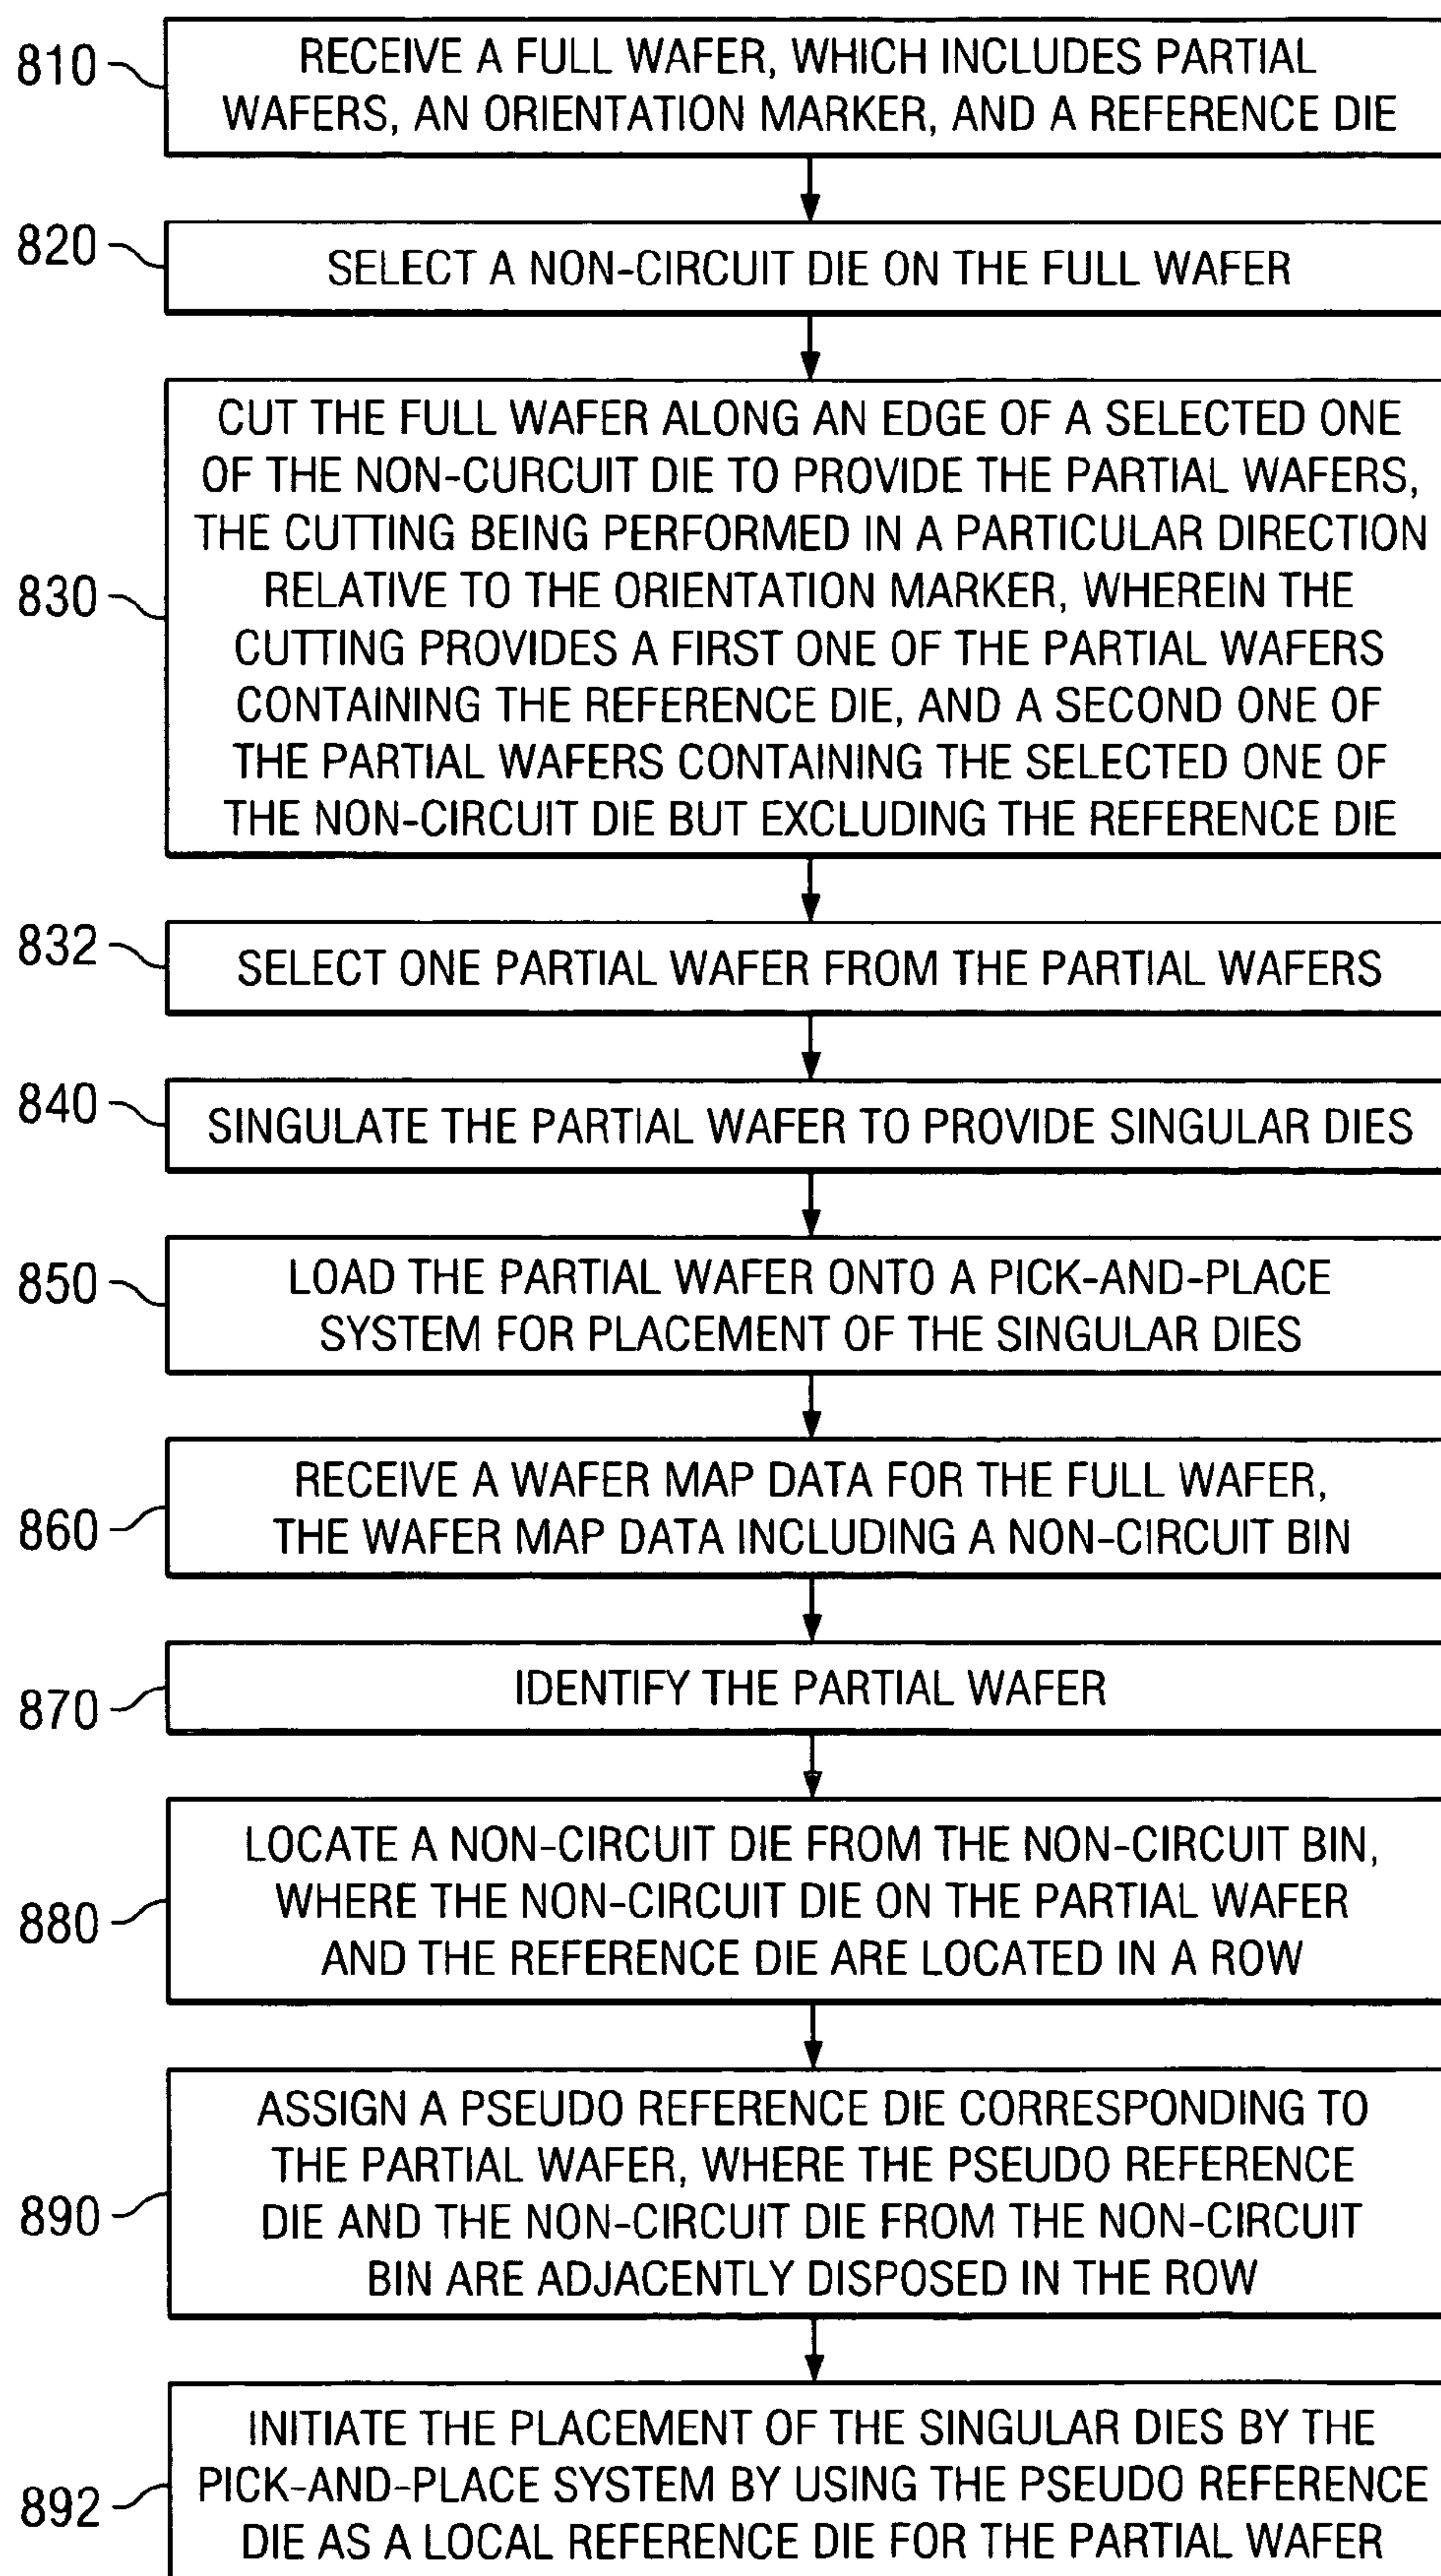 810
RECEIVE A FULL WAFER, WHICH INCLUDES PARTIAL
WAFERS, AN ORIENTATION MARKER, AND A REFERENCE DIE
820
SELECT A NON-CIRCUIT DIE ON THE FULL WAFER
830
CUT THE FULL WAFER ALONG AN EDGE OF A SELECTED ONE
OF THE NON-CURCUIT DIE TO PROVIDE THE PARTIAL WAFERS,
THE CUTTING BEING PERFORMED IN A PARTICULAR DIRECTION
RELATIVE TO THE ORIENTATION MARKER, WHEREIN THE
CUTTING PROVIDES A FIRST ONE OF THE PARTIAL WAFERS
CONTAINING THE REFERENCE DIE, AND A SECOND ONE OF
THE PARTIAL WAFERS CONTAINING THE SELECTED ONE OF
THE NON-CIRCUIT DIE BUT EXCLUDING THE REFERENCE DIE
832
SELECT ONE PARTIAL WAFER FROM THE PARTIAL WAFERS
840
SINGULATE THE PARTIAL WAFER TO PROVIDE SINGULAR DIES
850
LOAD THE PARTIAL WAFER ONTO A PICK-AND-PLACE
SYSTEM FOR PLACEMENT OF THE SINGULAR DIES
860
RECEIVE A WAFER MAP DATA FOR THE FULL WAFER,
THE WAFER MAP DATA INCLUDING A NON-CIRCUIT BIN
870
IDENTIFY THE PARTIAL WAFER
880
LOCATE A NON-CIRCUIT DIE FROM THE NON-CIRCUIT BIN,
WHERE THE NON-CIRCUIT DIE ON THE PARTIAL WAFER
AND THE REFERENCE DIE ARE LOCATED IN A ROW
890
ASSIGN A PSEUDO REFERENCE DIE CORRESPONDING TO
THE PARTIAL WAFER, WHERE THE PSEUDO REFERENCE
DIE AND THE NON-CIRCUIT DIE FROM THE NON-CIRCUIT
BIN ARE ADJACENTLY DISPOSED IN THE ROW
892
INITIATE THE PLACEMENT OF THE SINGULAR DIES BY THE
PICK-AND-PLACE SYSTEM BY USING THE PSEUDO REFERENCE
DIE AS A LOCAL REFERENCE DIE FOR THE PARTIAL WAFER